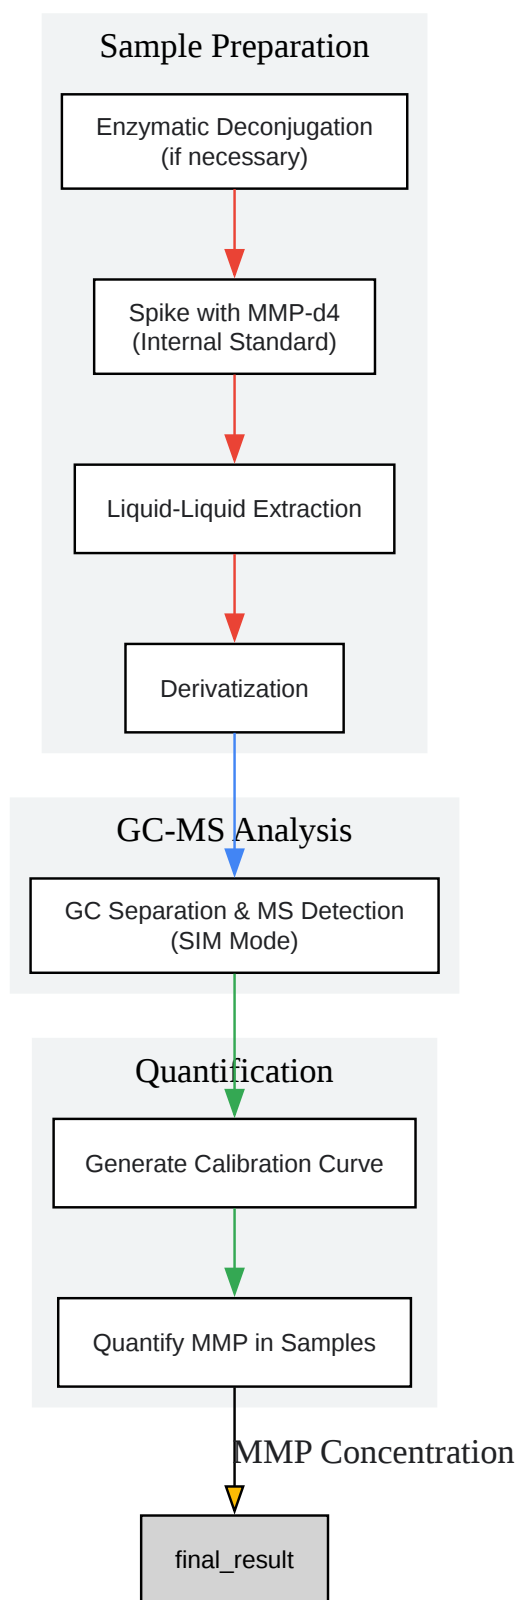 Sample Preparation
Enzymatic Deconjugation
(if necessary)
Spike with MMP-d4
(Internal Standard)
Liquid-Liquid Extraction
Derivatization
GC-MS Analysis
GC Separation & MS Detection
(SIM Mode)
Quantification
Generate Calibration Curve
Quantify MMP in Samples
MMP Concentration
final_result